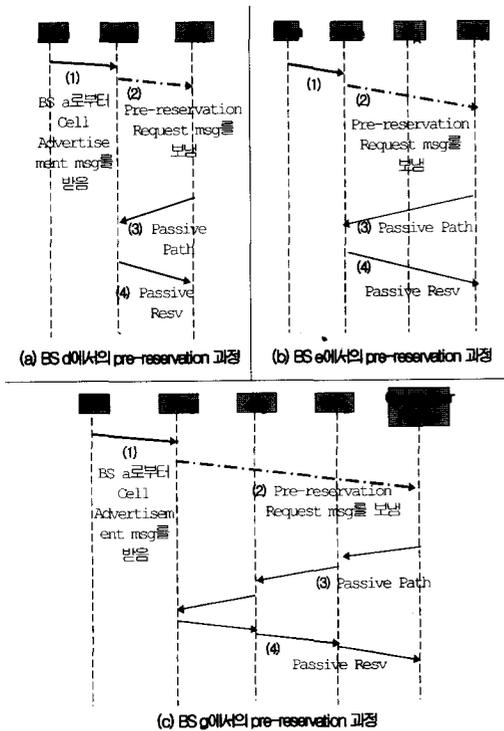 (1)
BS a로부터
Cell
Advertise
ment msg를
받음
(2)
Pre-reservation
Request msg를
보냄
(3) Passive
Path
(4) Passive
Resv
(a) BS d에서의 pre-reservation 과정
(1)
(2)
Pre-reservation
Request msg를
보냄
(3) Passive Path
(4)
Passive Resv
(b) BS e에서의 pre-reservation 과정
(1)
BS a로부터
Cell
Advertisem
ent msg를
받음
(2) Pre-reservation
Request msg를 보냄
(3) Passive Path
(4)
Passive Resv
(c) BS g에서의 pre-reservation 과정